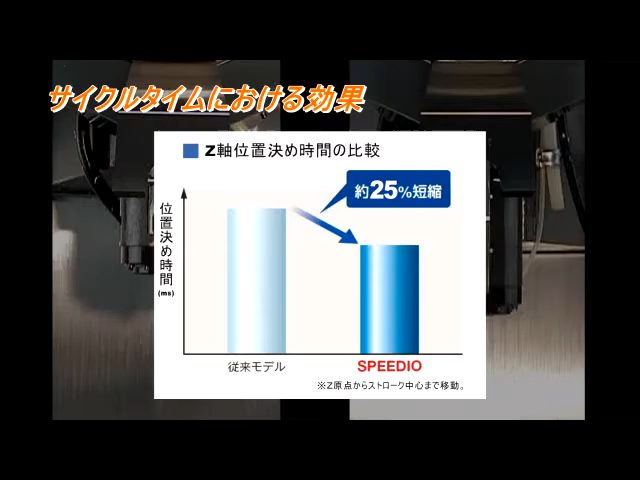 サイクルタイムにおける効果
Z軸位置決め時間の比較
約25%短縮
位置決め時間
(ms)
従来モデル
SPEEDIO
※Z原点からストローク中心まで移動。